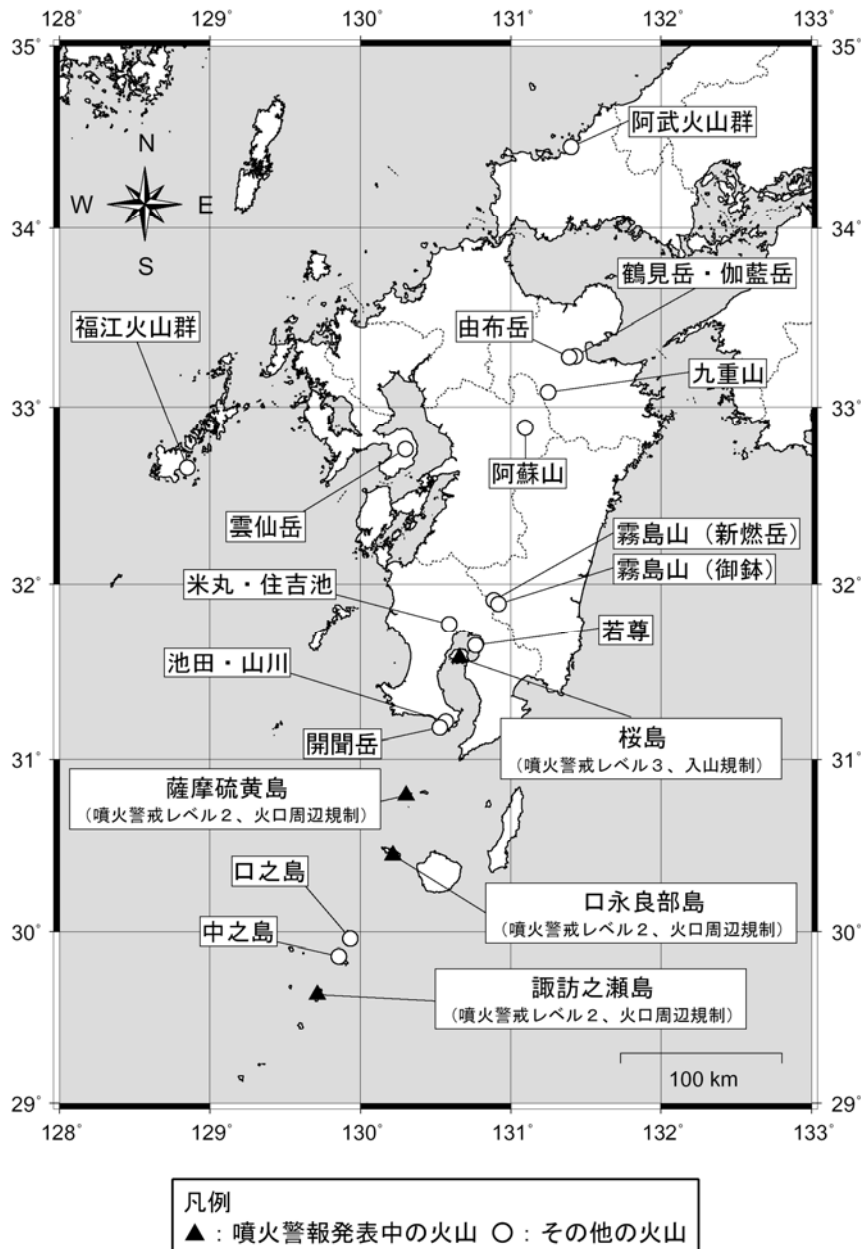 128° 129° 130° 131° 132° 133°
35° 35°
阿武火山群
N
W E
S
34° 34°
鶴見岳・伽藍岳
福江火山群
由布岳
九重山
33° 33°
阿蘇山
雲仙岳
霧島山（新燃岳）
霧島山（御鉢）
32° 32°
米丸・住吉池
若尊
池田・山川
桜島
（噴火警戒レベル３、入山規制）
開聞岳
31° 31°
薩摩硫黄島
（噴火警戒レベル２、火口周辺規制）
口之島
口永良部島
（噴火警戒レベル２、火口周辺規制）
30° 30°
中之島
諏訪之瀬島
（噴火警戒レベル２、火口周辺規制）
100 km
29° 29°
128° 129° 130° 131° 132° 133°
凡例
▲：噴火警報発表中の火山 ○：その他の火山